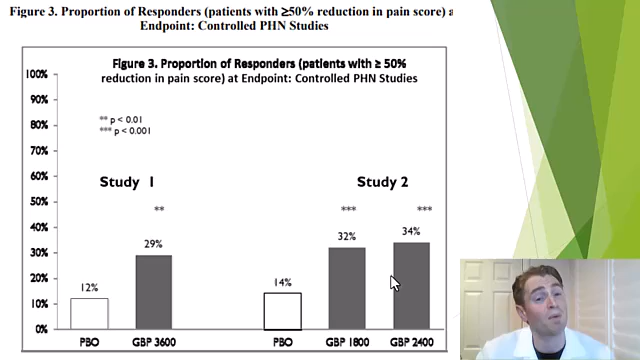 Figure 3. Proportion of Responders (patients with ≥50% reduction in pain score) a
Endpoint: Controlled PHN Studies
Figure 3. Proportion of Responders (patients with ≥ 50%
reduction in pain score) at Endpoint: Controlled PHN Studies
100%
90%
80%
70%
60%
50%
40%
30%
20%
10%
0%
** p < 0.01
*** p < 0.001
Study 1
Study 2
**
***
***
12%
29%
14%
32%
34%
PBO
GBP 3600
PBO
GBP 1800
GBP 2400